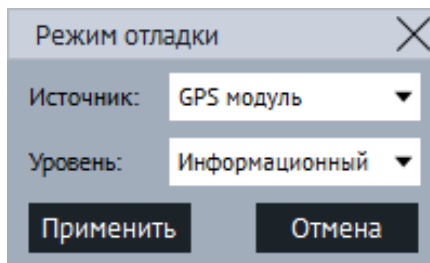 Режим отладки
Источник: GPS модуль
Уровень: Информационный
Применить Отмена